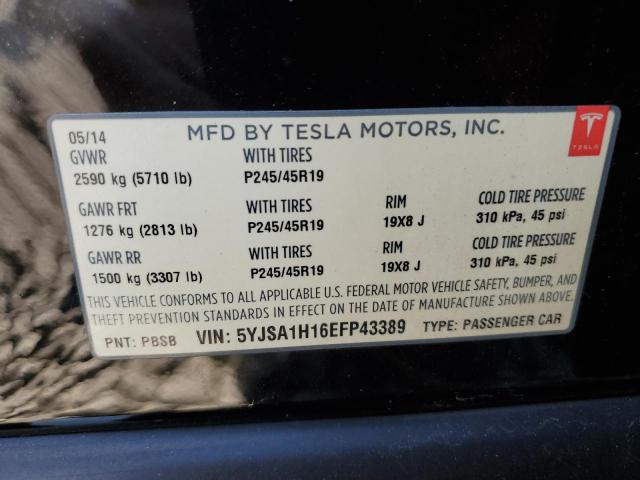 05/14 MFD BY TESLA MOTORS, INC.
TESLA
GVWR WITH TIRES
2590 kg (5710 lb) P245/45R19
GAWR FRT WITH TIRES RIM COLD TIRE PRESSURE
1276 kg (2813 lb) P245/45R19 19X8 J 310 kPa, 45 psi
GAWR RR WITH TIRES RIM COLD TIRE PRESSURE
1500 kg (3307 lb) P245/45R19 19X8 J 310 kPa, 45 psi
THIS VEHICLE CONFORMS TO ALL APPLICABLE U.S. FEDERAL MOTOR VEHICLE SAFETY, BUMPER, AND
THEFT PREVENTION STANDARDS IN EFFECT ON THE DATE OF MANUFACTURE SHOWN ABOVE.
PNT: PBSB VIN: 5YJSA1H16EFP43389 TYPE: PASSENGER CAR